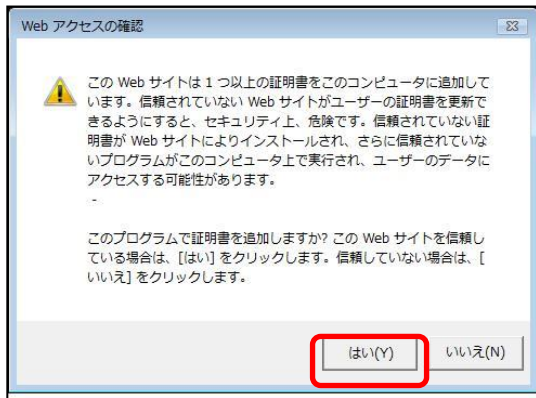 Web アクセスの確認
この Web サイトは 1 つ以上の証明書をこのコンピュータに追加して
います。信頼されていない Web サイトがユーザーの証明書を更新で
きるようにすると、セキュリティ上、危険です。信頼されていない証
明書が Web サイトによりインストールされ、さらに信頼されていな
いプログラムがこのコンピュータ上で実行され、ユーザーのデータに
アクセスする可能性があります。
-
このプログラムで証明書を追加しますか? この Web サイトを信頼し
ている場合は、[はい] をクリックします。信頼していない場合は、[
いいえ] をクリックします。
はい(Y) いいえ(N)